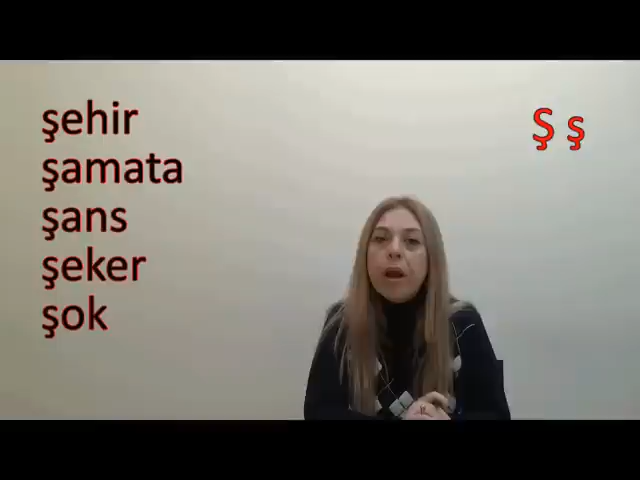 şehir
şamata
şans
şeker
şok
Ş ş